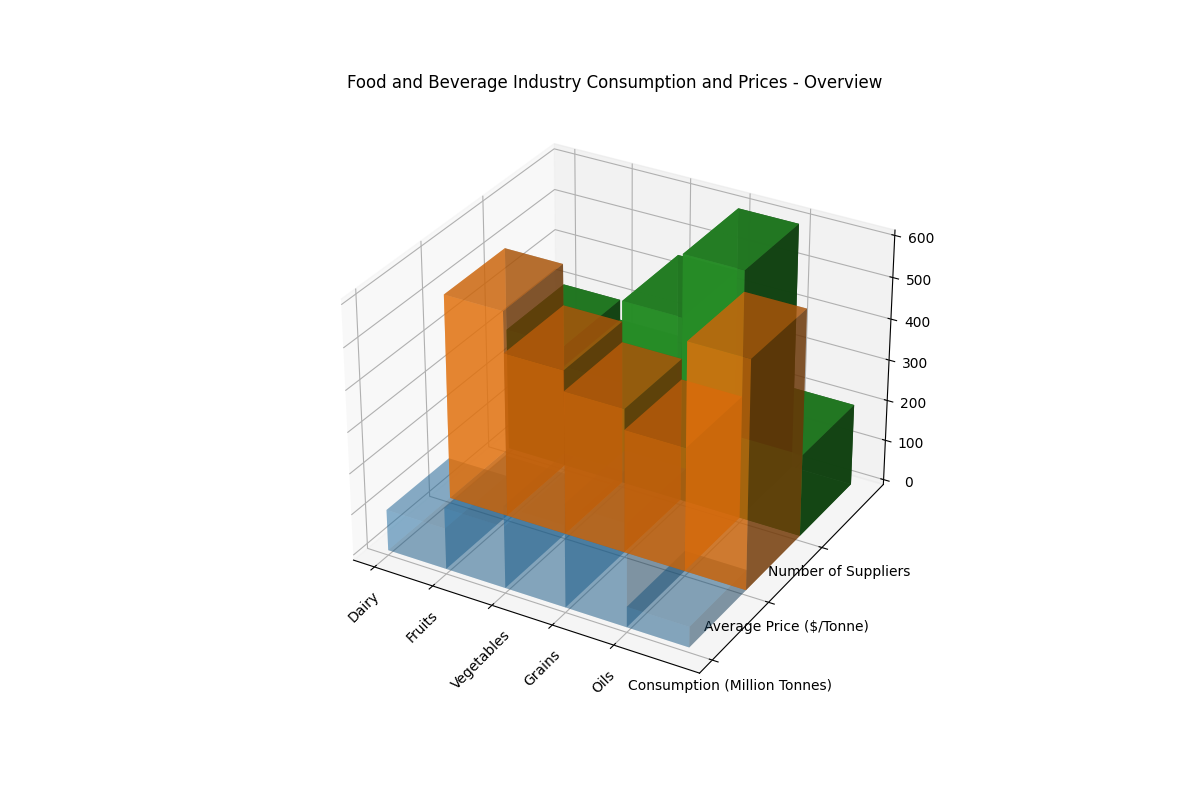 Food and Beverage Industry Consumption and Prices - Overview
600
500
400
300
200
100
0
Number of Suppliers
Average Price ($/Tonne)
Consumption (Million Tonnes)
Dairy
Fruits
Vegetables
Grains
Oils